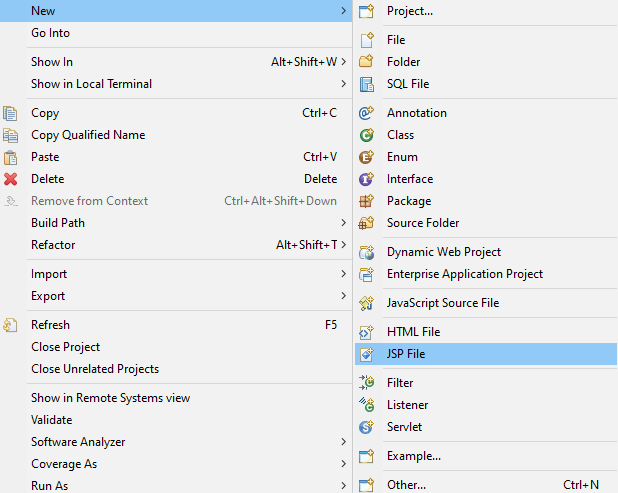 New
Go Into
Show In Alt+Shift+W
Show in Local Terminal
Copy Ctrl+C
Copy Qualified Name
Paste Ctrl+V
Delete Delete
Remove from Context Ctrl+Alt+Shift+Down
Build Path
Refactor Alt+Shift+T
Import
Export
Refresh F5
Close Project
Close Unrelated Projects
Show in Remote Systems view
Validate
Software Analyzer
Coverage As
Run As
Project...
File
Folder
SQL File
Annotation
Class
Enum
Interface
Package
Source Folder
Dynamic Web Project
Enterprise Application Project
JavaScript Source File
HTML File
JSP File
Filter
Listener
Servlet
Example...
Other... Ctrl+N